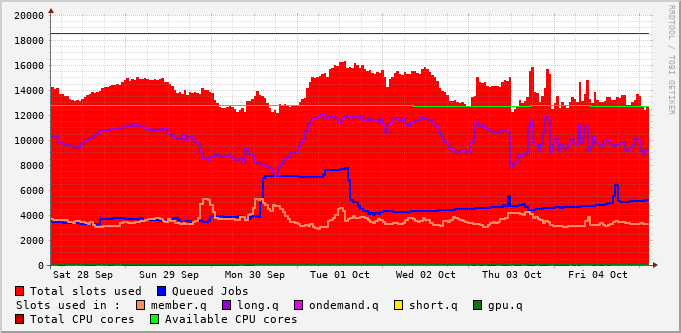 20000
18000
16000
14000
12000
10000
8000
6000
4000
2000
0
Sat 28 Sep Sun 29 Sep Mon 30 Sep Tue 01 Oct Wed 02 Oct Thu 03 Oct Fri 04 Oct
Total slots used Queued Jobs
Slots used in : member.q long.q ondemand.q short.q gpu.q
Total CPU cores Available CPU cores
RRDTOOL / TOBI OETIKER